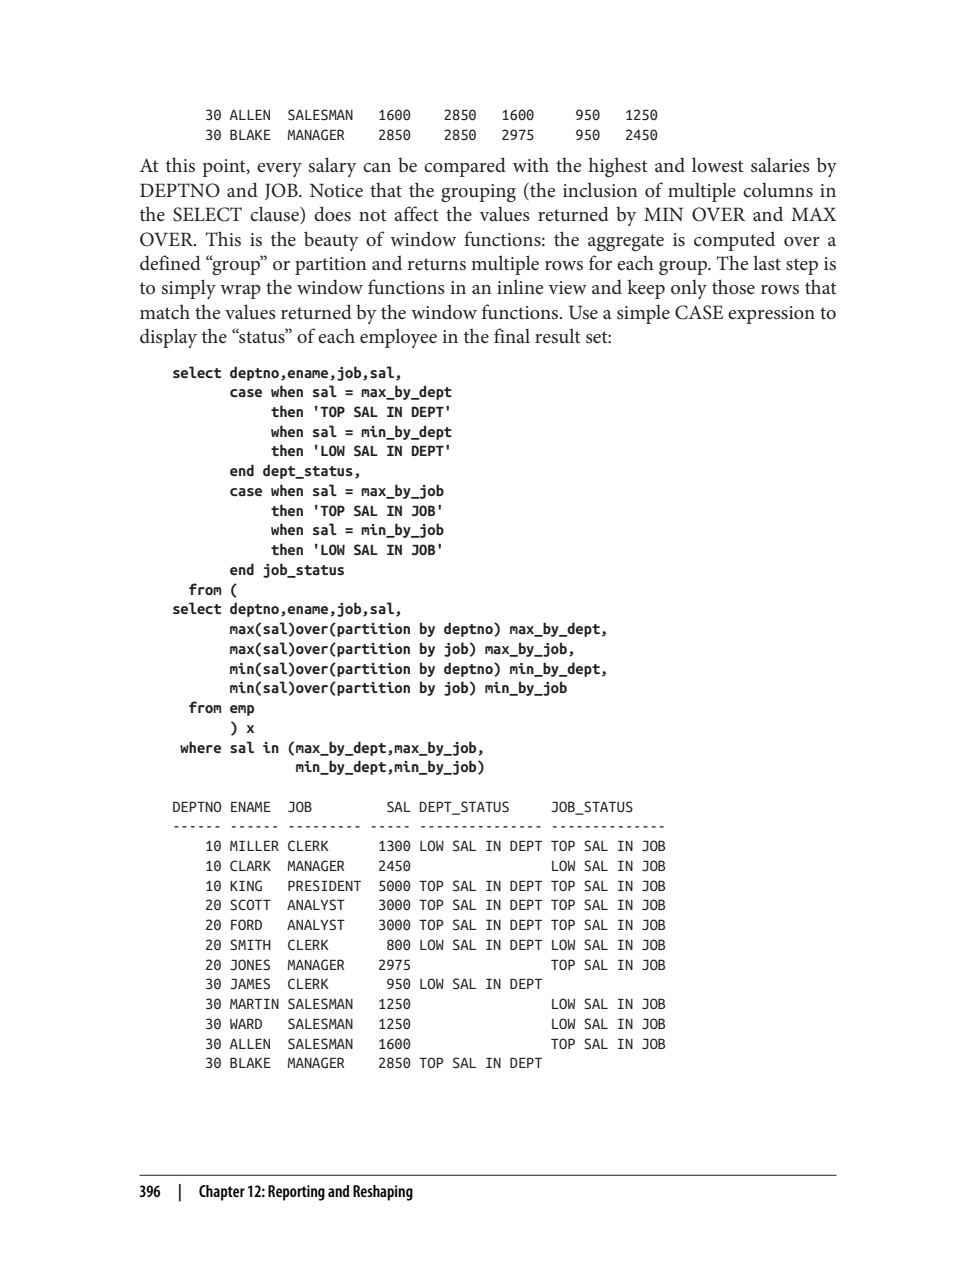 30 ALLEN  SALESMAN   1600    2850   1600     950   1250
30 BLAKE  MANAGER    2850    2850   2975     950   2450
At this point, every salary can be compared with the highest and lowest salaries by
DEPTNO and JOB. Notice that the grouping (the inclusion of multiple columns in
the SELECT clause) does not affect the values returned by MIN OVER and MAX
OVER. This is the beauty of window functions: the aggregate is computed over a
defined “group” or partition and returns multiple rows for each group. The last step is
to simply wrap the window functions in an inline view and keep only those rows that
match the values returned by the window functions. Use a simple CASE expression to
display the “status” of each employee in the final result set:
select deptno,ename,job,sal,
       case when sal = max_by_dept
            then 'TOP SAL IN DEPT'
            when sal = min_by_dept
            then 'LOW SAL IN DEPT'
       end dept_status,
       case when sal = max_by_job
            then 'TOP SAL IN JOB'
            when sal = min_by_job
            then 'LOW SAL IN JOB'
       end job_status
  from (
select deptno,ename,job,sal,
       max(sal)over(partition by deptno) max_by_dept,
       max(sal)over(partition by job) max_by_job,
       min(sal)over(partition by deptno) min_by_dept,
       min(sal)over(partition by job) min_by_job
  from emp
       ) x
 where sal in (max_by_dept,max_by_job,
               min_by_dept,min_by_job)
DEPTNO ENAME  JOB         SAL DEPT_STATUS     JOB_STATUS
------ ------ --------- ----- --------------- --------------
    10 MILLER CLERK      1300 LOW SAL IN DEPT TOP SAL IN JOB
    10 CLARK  MANAGER    2450                 LOW SAL IN JOB
    10 KING   PRESIDENT  5000 TOP SAL IN DEPT TOP SAL IN JOB
    20 SCOTT  ANALYST    3000 TOP SAL IN DEPT TOP SAL IN JOB
    20 FORD   ANALYST    3000 TOP SAL IN DEPT TOP SAL IN JOB
    20 SMITH  CLERK       800 LOW SAL IN DEPT LOW SAL IN JOB
    20 JONES  MANAGER    2975                 TOP SAL IN JOB
    30 JAMES  CLERK       950 LOW SAL IN DEPT
    30 MARTIN SALESMAN   1250                 LOW SAL IN JOB
    30 WARD   SALESMAN   1250                 LOW SAL IN JOB
    30 ALLEN  SALESMAN   1600                 TOP SAL IN JOB
    30 BLAKE  MANAGER    2850 TOP SAL IN DEPT
396 | Chapter 12: Reporting and Reshaping